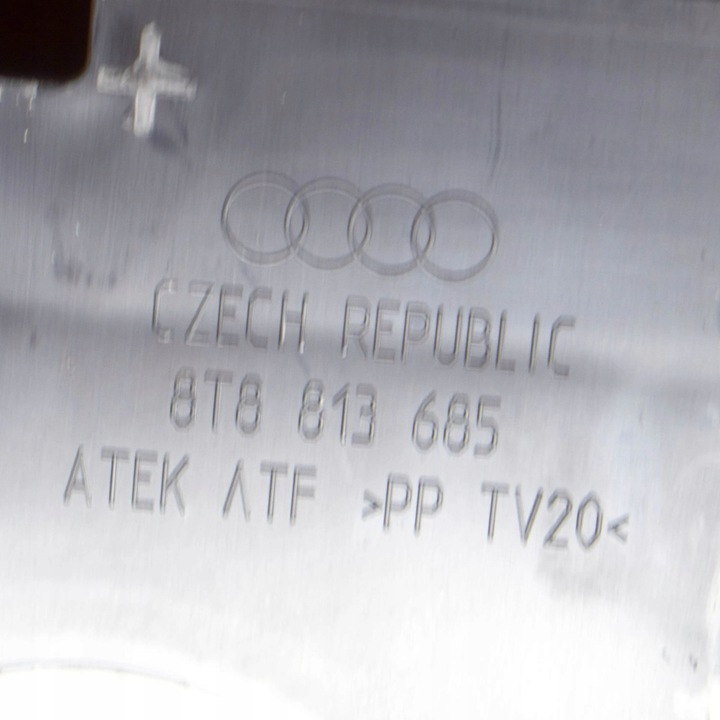 CZECH REPUBLIC
8T8 813 685
ATEK ATF >PP TV20<